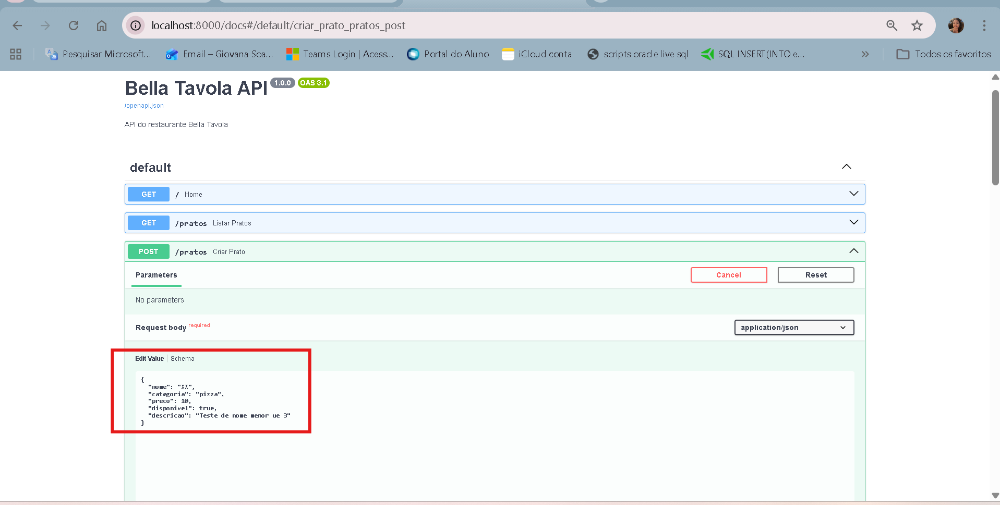 localhost:8000/docs#/default/criar_prato_pratos_post
Pesquisar Microsoft...
Email – Giovana Soa...
Teams Login | Acess...
Portal do Aluno
iCloud conta
scripts oracle live sql
SQL INSERT(INTO e...
»
Todos os favoritos
Bella Tavola API 1.0.0 OAS 3.1
/openapi.json
API do restaurante Bella Tavola
default
GET / Home
GET /pratos Listar Pratos
POST /pratos Criar Prato
Parameters
Cancel
Reset
No parameters
Request body required
application/json
Edit Value | Schema
{
"nome": "XX",
"categoria": "pizza",
"preco": 10,
"disponivel": true,
"descricao": "Teste de nome menor ue 3"
}